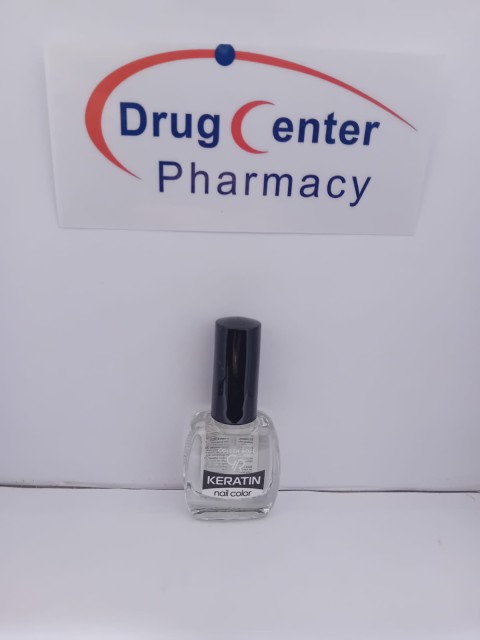 Drug Center
Pharmacy
KERATIN
nail color